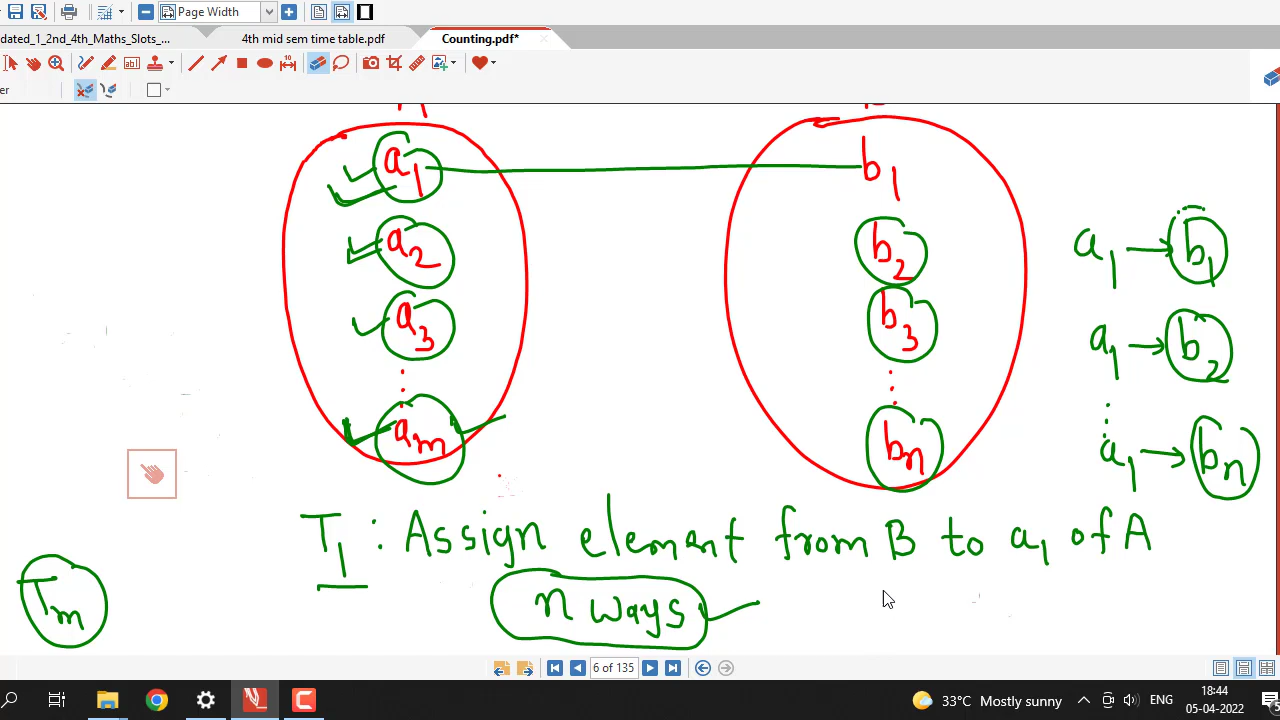 Page Width
dated_1_2nd_4th_Maths_Slots_...
4th mid sem time table.pdf
Counting.pdf*
10
er
a1
b1
a1 → b1
a2
b2
a3
b3
a1 → b2
⋮
⋮
⋮
am
bn
a1 → bn
T1 : Assign element from B to a1 of A
Tm
n ways
6 of 135
33°C Mostly sunny
ENG
18:44
05-04-2022